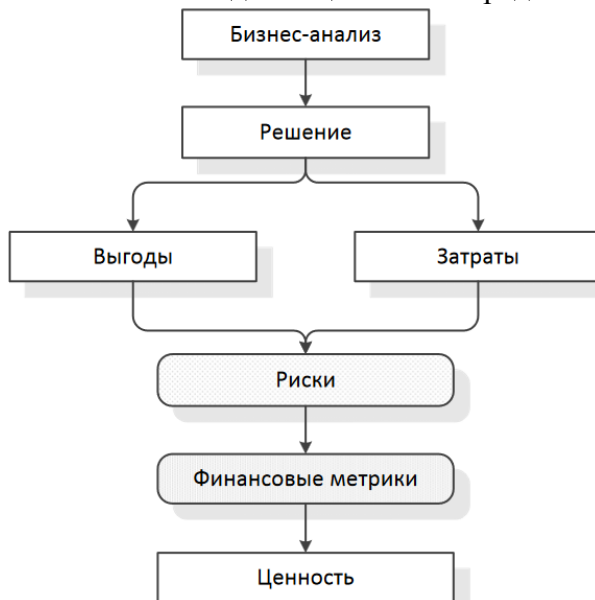 Бизнес-анализ
Решение
Выгоды
Затраты
Риски
Финансовые метрики
Ценность